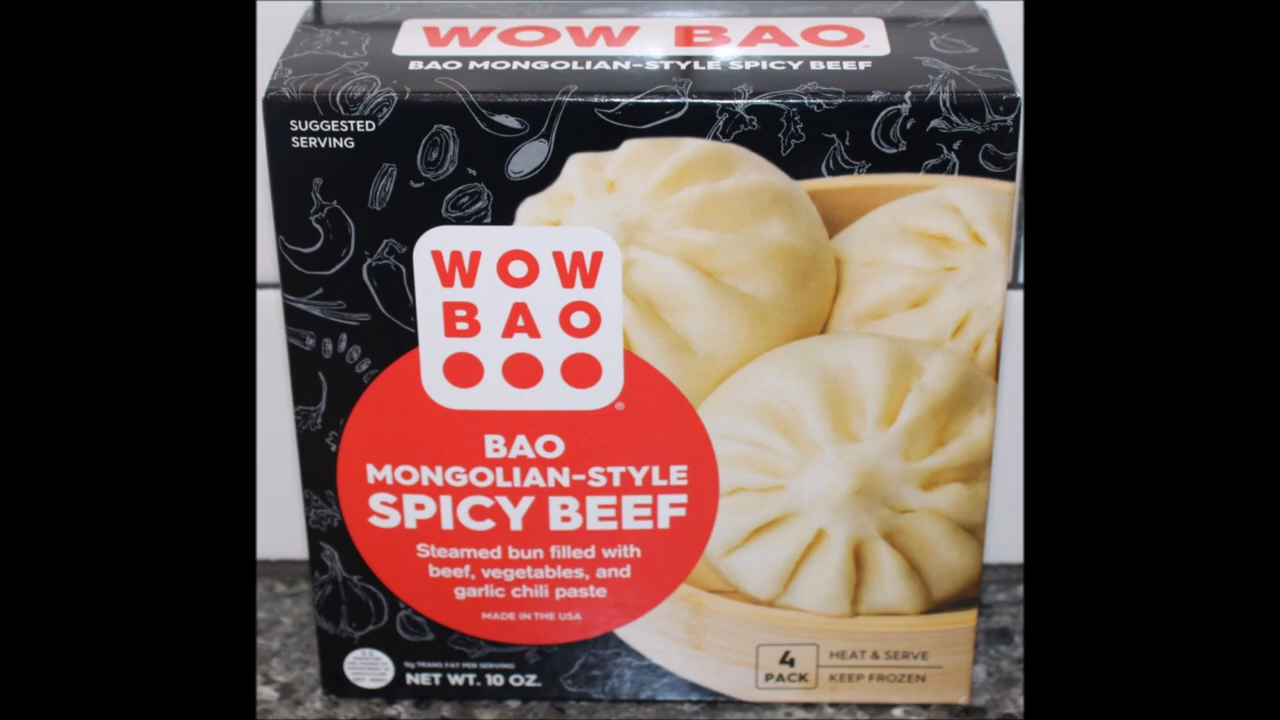 WOW BAO
BAO MONGOLIAN-STYLE SPICY BEEF
SUGGESTED
SERVING
WOW
BAO
®
BAO
MONGOLIAN-STYLE
SPICY BEEF
Steamed bun filled with
beef, vegetables, and
garlic chili paste
MADE IN THE USA
0g TRANS FAT PER SERVING
NET WT. 10 OZ.
4
PACK
HEAT & SERVE
KEEP FROZEN